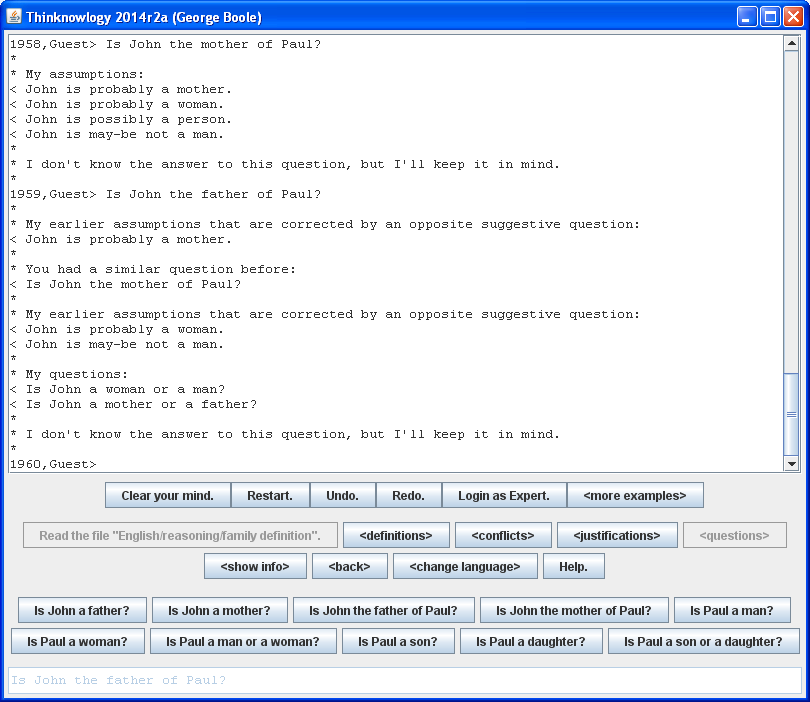 Thinknowlogy 2014r2a (George Boole)
1958,Guest> Is John the mother of Paul?
*
* My assumptions:
< John is probably a mother.
< John is probably a woman.
< John is possibly a person.
< John is may-be not a man.
*
* I don't know the answer to this question, but I'll keep it in mind.
*
1959,Guest> Is John the father of Paul?
*
* My earlier assumptions that are corrected by an opposite suggestive question:
< John is probably a mother.
*
* You had a similar question before:
< Is John the mother of Paul?
*
* My earlier assumptions that are corrected by an opposite suggestive question:
< John is probably a woman.
< John is may-be not a man.
*
* My questions:
< Is John a woman or a man?
< Is John a mother or a father?
*
* I don't know the answer to this question, but I'll keep it in mind.
*
1960,Guest>
Clear your mind. Restart. Undo. Redo. Login as Expert. <more examples>
Read the file "English/reasoning/family definition". <definitions> <conflicts> <justifications> <questions>
<show info> <back> <change language> Help.
Is John a father? Is John a mother? Is John the father of Paul? Is John the mother of Paul? Is Paul a man?
Is Paul a woman? Is Paul a man or a woman? Is Paul a son? Is Paul a daughter? Is Paul a son or a daughter?
Is John the father of Paul?